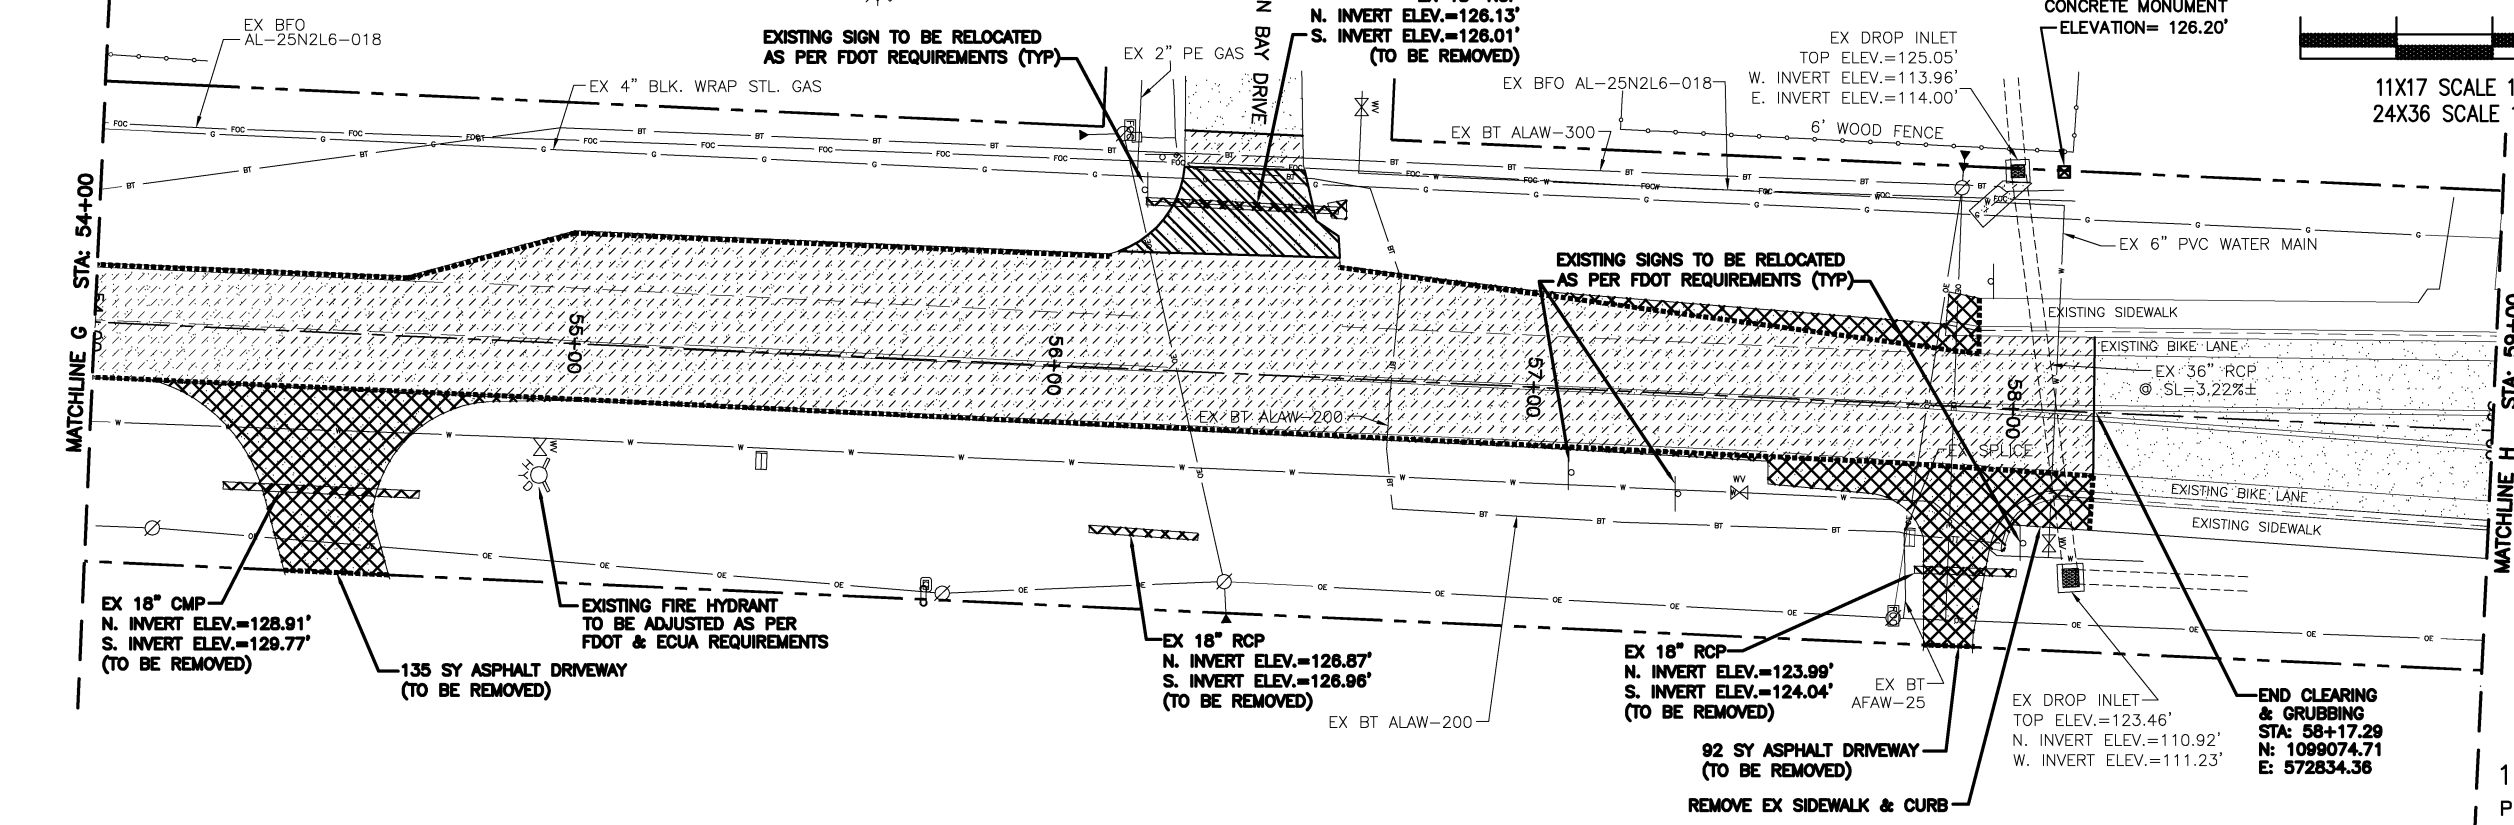 EX BFO
AL-25N2L6-018
EXISTING SIGN TO BE RELOCATED
AS PER FDOT REQUIREMENTS (TYP)
EX 4" BLK. WRAP STL. GAS
EX 2" PE GAS
N BAY DRIVE
N. INVERT ELEV.=126.13'
S. INVERT ELEV.=126.01'
(TO BE REMOVED)
EX BFO AL-25N2L6-018
EX BT ALAW-300
EX DROP INLET
TOP ELEV.=125.05'
W. INVERT ELEV.=113.96'
E. INVERT ELEV.=114.00'
6' WOOD FENCE
CONCRETE MONUMENT
ELEVATION= 126.20'
11X17 SCALE 1
24X36 SCALE
MATCHLINE G STA: 54+00
55+00
56+00
57+00
58+00
EXISTING SIGNS TO BE RELOCATED
AS PER FDOT REQUIREMENTS (TYP)
EX 6" PVC WATER MAIN
EXISTING SIDEWALK
EXISTING BIKE LANE
EX 36" RCP
@ SL=3.22%±
EX BT ALAW-200
EX SPLICE
EXISTING BIKE LANE
EXISTING SIDEWALK
MATCHLINE H STA: 59+00
HYD
WV
WV
WV
WV
EX 18" CMP
N. INVERT ELEV.=128.91'
S. INVERT ELEV.=129.77'
(TO BE REMOVED)
135 SY ASPHALT DRIVEWAY
(TO BE REMOVED)
EXISTING FIRE HYDRANT
TO BE ADJUSTED AS PER
FDOT & ECUA REQUIREMENTS
EX 18" RCP
N. INVERT ELEV.=126.87'
S. INVERT ELEV.=126.96'
(TO BE REMOVED)
EX BT ALAW-200
EX 18" RCP
N. INVERT ELEV.=123.99'
S. INVERT ELEV.=124.04'
(TO BE REMOVED)
92 SY ASPHALT DRIVEWAY
(TO BE REMOVED)
REMOVE EX SIDEWALK & CURB
EX BT
AFAW-25
EX DROP INLET
TOP ELEV.=123.46'
N. INVERT ELEV.=110.92'
W. INVERT ELEV.=111.23'
END CLEARING
& GRUBBING
STA: 58+17.29
N: 1099074.71
E: 572834.36
1
P